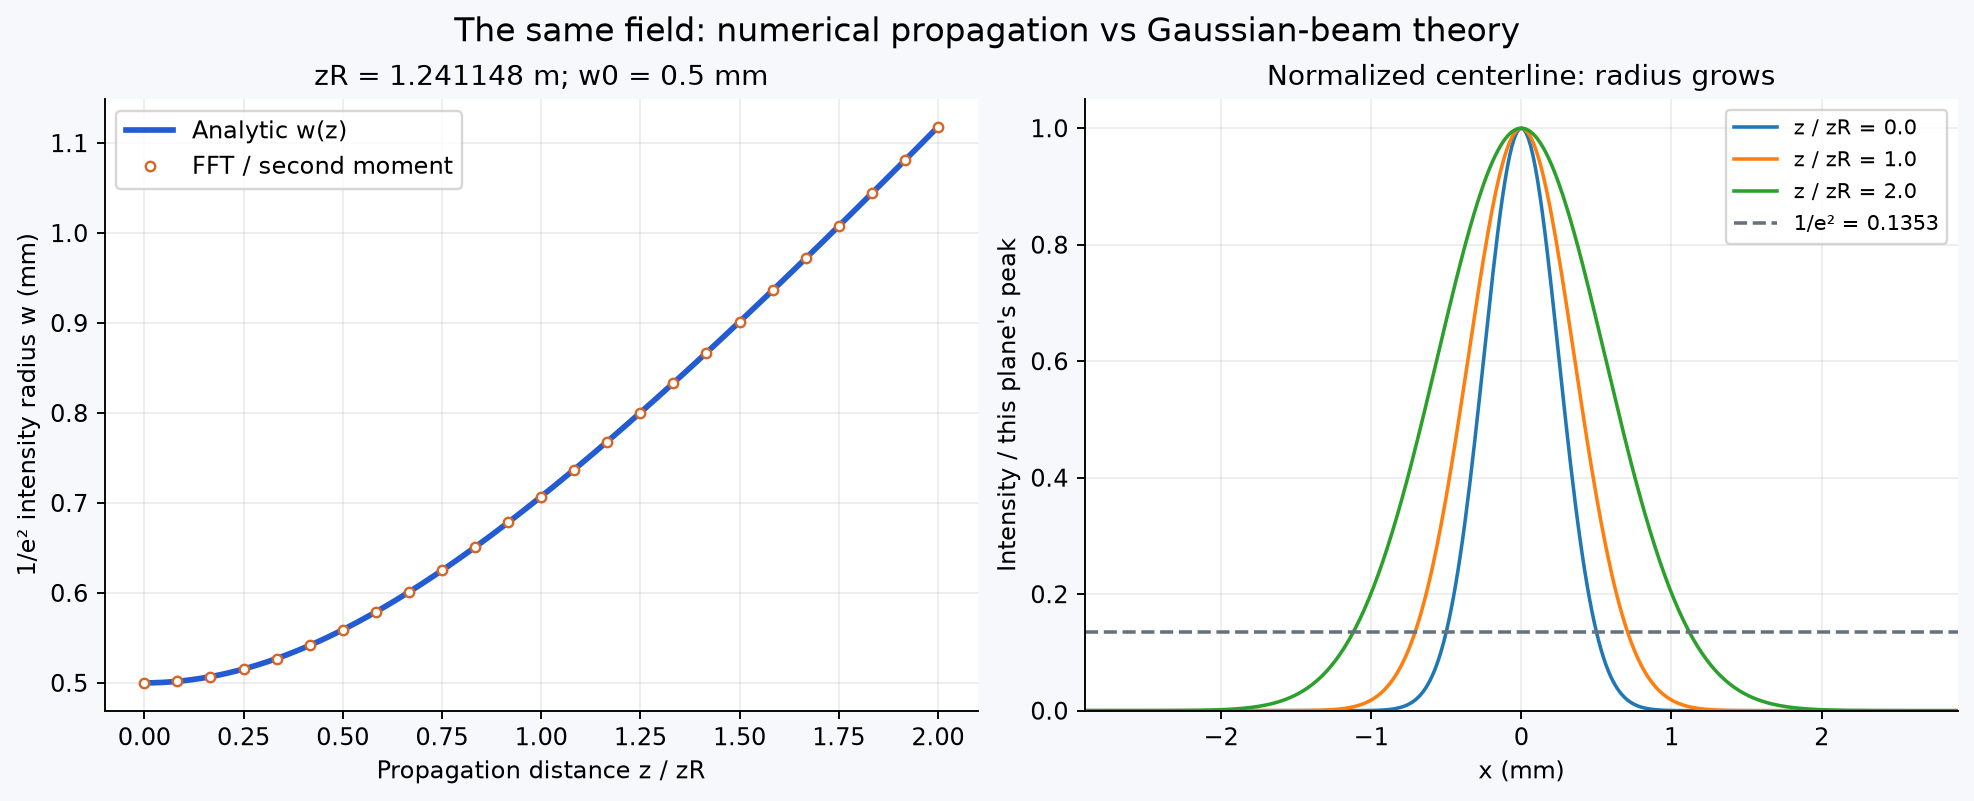 The same field: numerical propagation vs Gaussian-beam theory
zR = 1.241148 m; w0 = 0.5 mm
Analytic w(z)
FFT / second moment
1/e² intensity radius w (mm)
1.1
1.0
0.9
0.8
0.7
0.6
0.5
0.00 0.25 0.50 0.75 1.00 1.25 1.50 1.75 2.00
Propagation distance z / zR
Normalized centerline: radius grows
z / zR = 0.0
z / zR = 1.0
z / zR = 2.0
1/e² = 0.1353
Intensity / this plane's peak
1.0
0.8
0.6
0.4
0.2
0.0
−2 −1 0 1 2
x (mm)